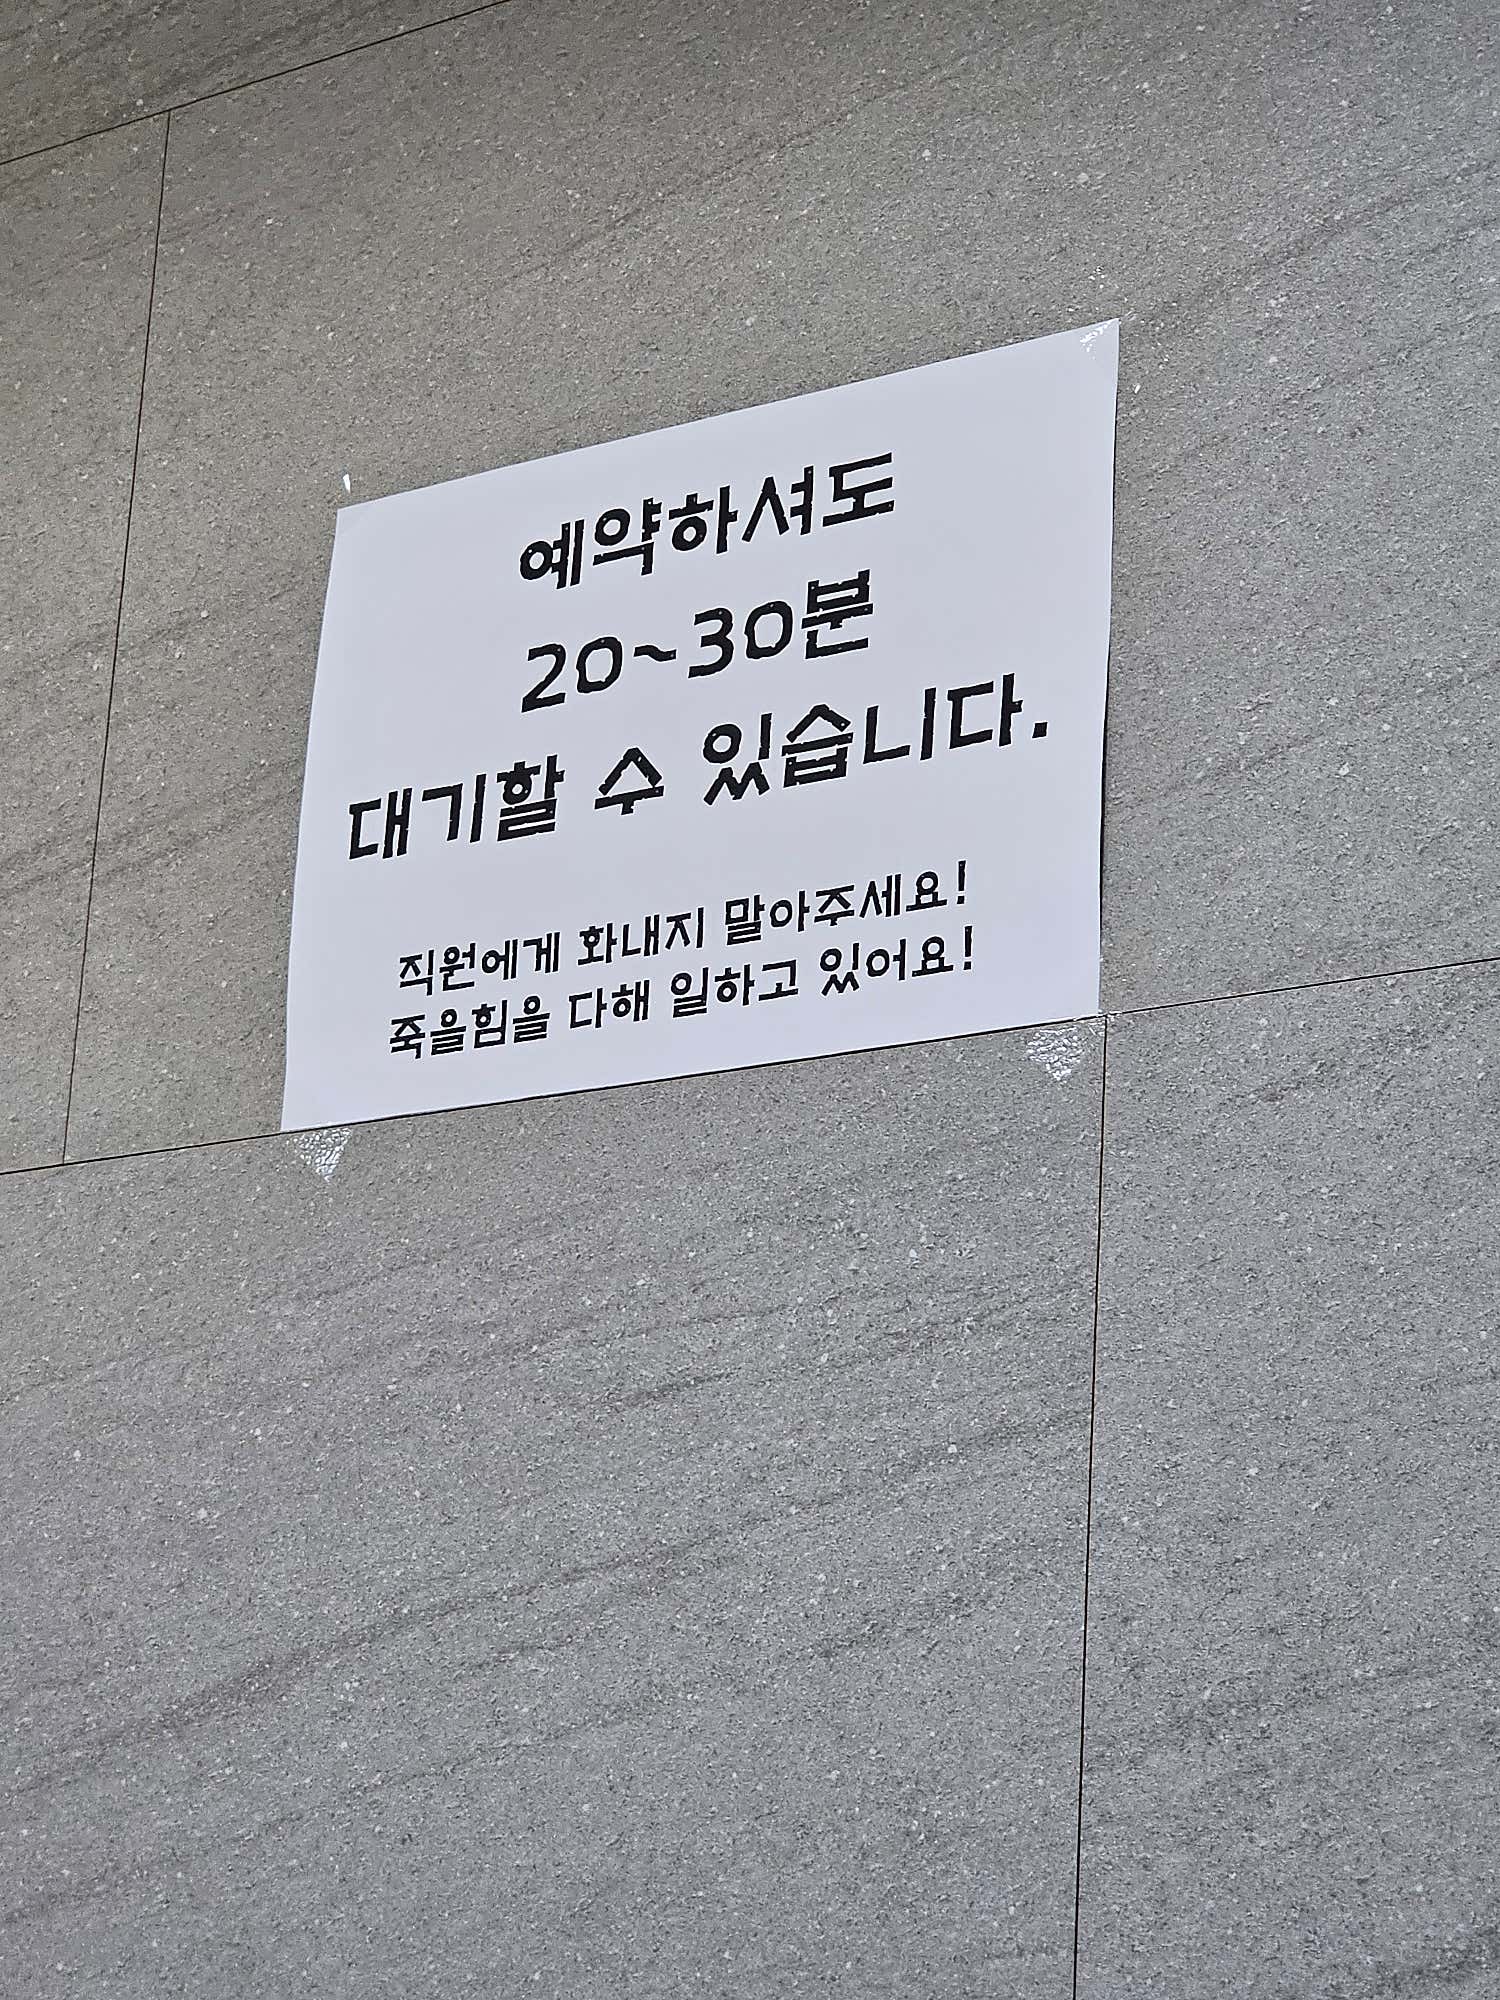 예약하셔도
20~30분
대기할 수 있습니다.
직원에게 화내지 말아주세요!
죽을힘을 다해 일하고 있어요!